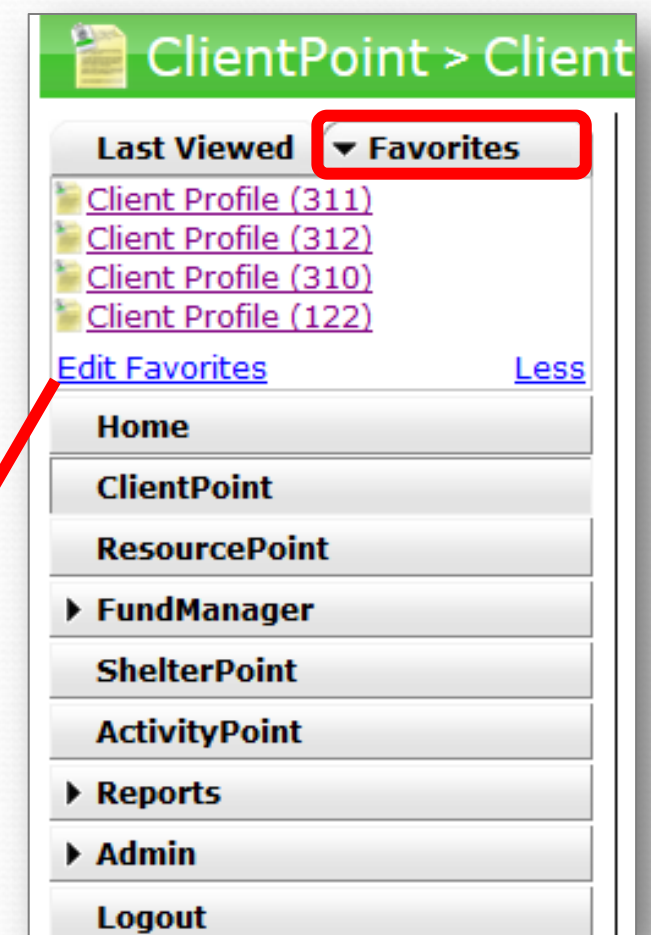 ClientPoint > Client
Last Viewed Favorites
Client Profile (311)
Client Profile (312)
Client Profile (310)
Client Profile (122)
Edit Favorites Less
Home
ClientPoint
ResourcePoint
FundManager
ShelterPoint
ActivityPoint
Reports
Admin
Logout